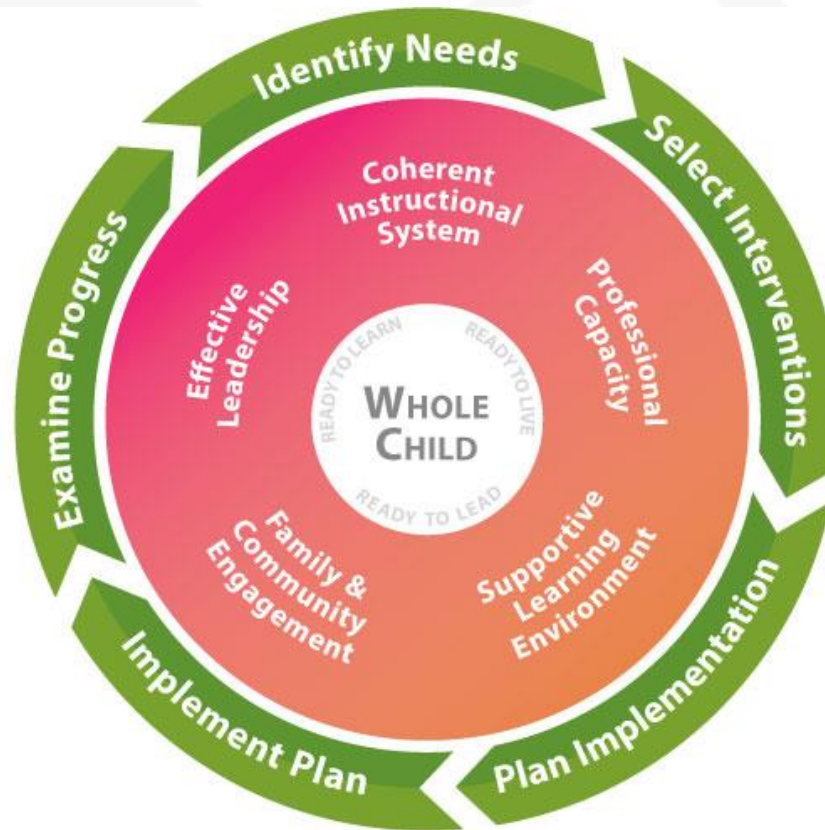 Identify Needs
Select Interventions
Plan Implementation
Implement Plan
Examine Progress
Coherent
Instructional
System
Professional
Capacity
Supportive
Learning
Environment
Family &
Community
Engagement
Effective
Leadership
READY TO LEARN
READY TO LIVE
READY TO LEAD
WHOLE
CHILD